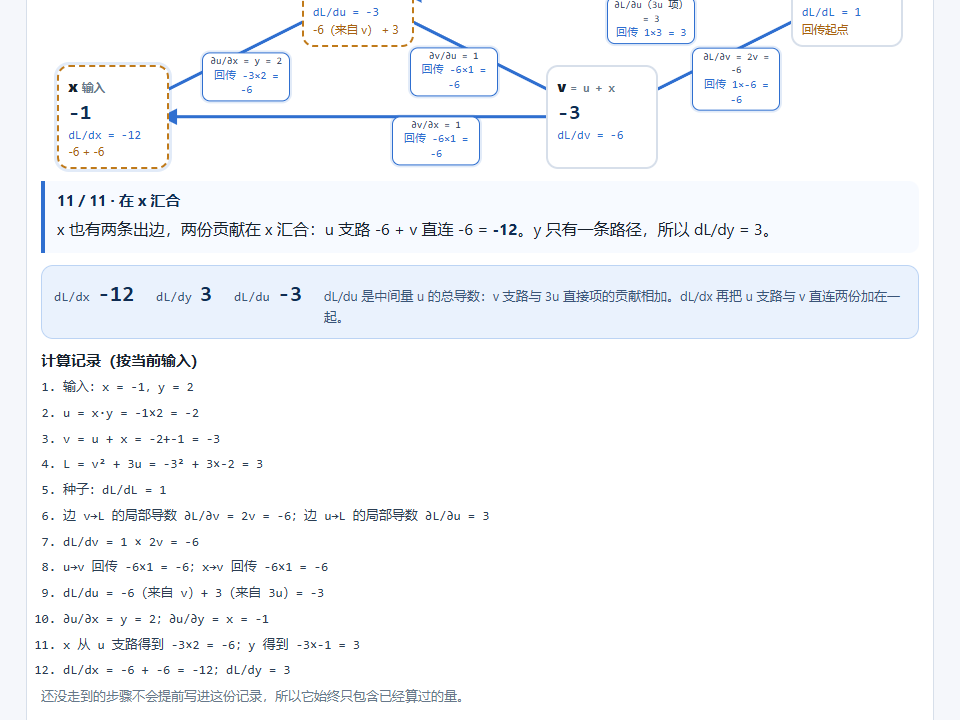 dL/du = -3
-6（来自 v） + 3
∂L/∂u（3u 项）
= 3
回传 1×3 = 3
dL/dL = 1
回传起点
∂u/∂x = y = 2
回传 -3×2 =
-6
∂v/∂u = 1
回传 -6×1 =
-6
∂L/∂v = 2v =
-6
回传 1×-6 =
-6
x 输入
-1
dL/dx = -12
-6 + -6
∂v/∂x = 1
回传 -6×1 =
-6
v = u + x
-3
dL/dv = -6
11 / 11 · 在 x 汇合
x 也有两条出边，两份贡献在 x 汇合：u 支路 -6 + v 直连 -6 = -12。y 只有一条路径，所以 dL/dy = 3。
dL/dx -12 dL/dy 3 dL/du -3
dL/du 是中间量 u 的总导数：v 支路与 3u 直接项的贡献相加。dL/dx 再把 u 支路与 v 直连两份加在一
起。
计算记录（按当前输入）
1. 输入：x = -1, y = 2
2. u = x·y = -1×2 = -2
3. v = u + x = -2+-1 = -3
4. L = v² + 3u = -3² + 3×-2 = 3
5. 种子：dL/dL = 1
6. 边 v→L 的局部导数 ∂L/∂v = 2v = -6；边 u→L 的局部导数 ∂L/∂u = 3
7. dL/dv = 1 × 2v = -6
8. u→v 回传 -6×1 = -6；x→v 回传 -6×1 = -6
9. dL/du = -6（来自 v）+ 3（来自 3u）= -3
10. ∂u/∂x = y = 2；∂u/∂y = x = -1
11. x 从 u 支路得到 -3×2 = -6；y 得到 -3×-1 = 3
12. dL/dx = -6 + -6 = -12；dL/dy = 3
还没走到的步骤不会提前写进这份记录，所以它始终只包含已经算过的量。